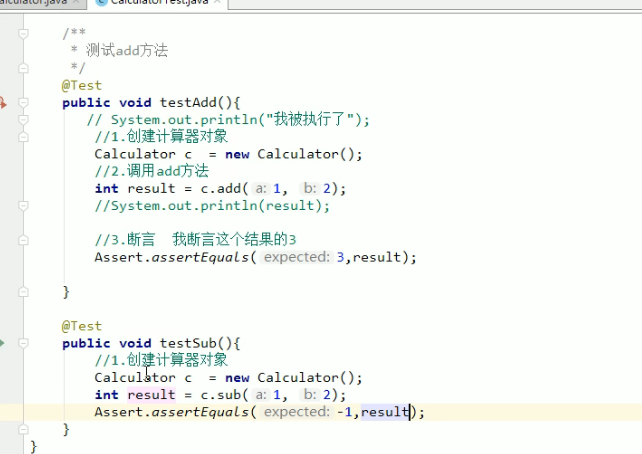 Calculator.java CalculatorTest.java
/**
* 测试add方法
*/
@Test
public void testAdd(){
// System.out.println("我被执行了");
//1.创建计算器对象
Calculator c  = new Calculator();
//2.调用add方法
int result = c.add( a: 1,  b: 2);
//System.out.println(result);
//3.断言  我断言这个结果的3
Assert.assertEquals( expected: 3,result);
}
@Test
public void testSub(){
//1.创建计算器对象
Calculator c  = new Calculator();
int result = c.sub( a: 1,  b: 2);
Assert.assertEquals( expected: -1,result);
}
}